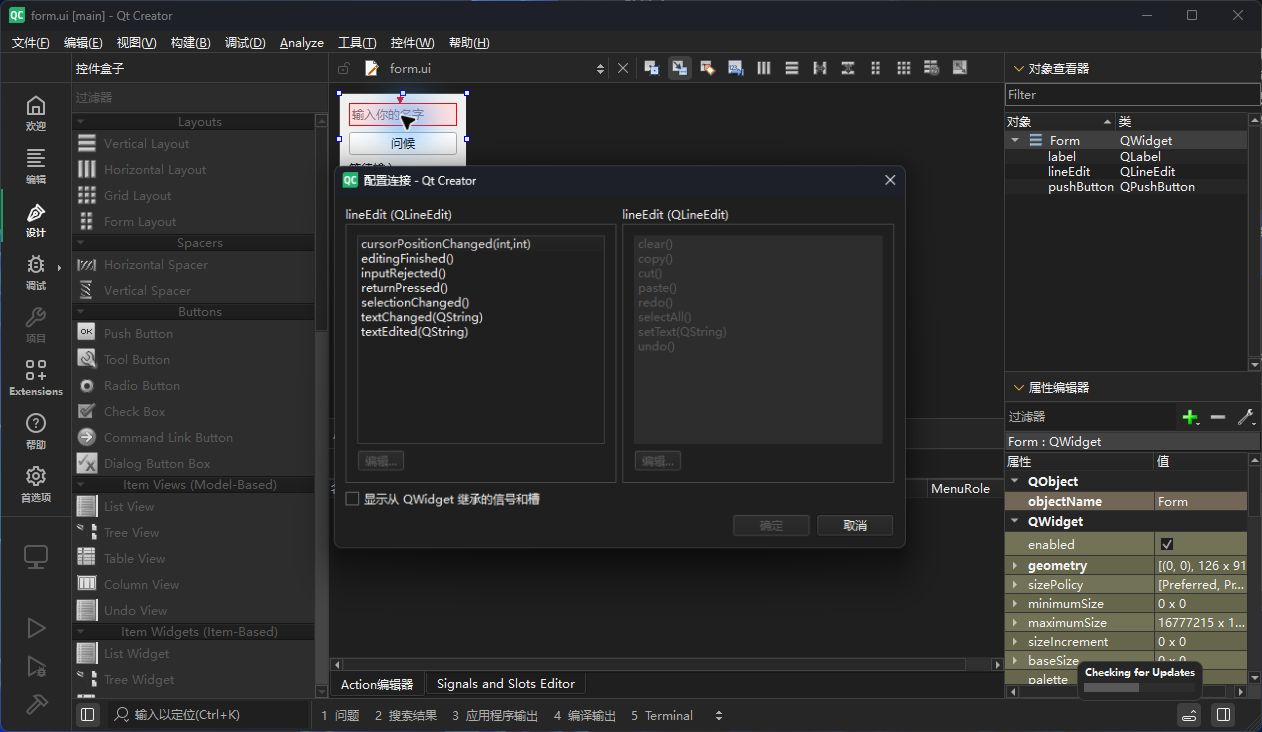 form.ui [main] - Qt Creator
文件(F) 编辑(E) 视图(V) 构建(B) 调试(D) Analyze 工具(T) 控件(W) 帮助(H)
控件盒子
form.ui
对象查看器
过滤器
Filter
欢迎
编辑
设计
调试
项目
Extensions
帮助
首选项
Layouts
Vertical Layout
Horizontal Layout
Grid Layout
Form Layout
Spacers
Horizontal Spacer
Vertical Spacer
Buttons
OK
Push Button
Tool Button
Radio Button
Check Box
Command Link Button
Dialog Button Box
Item Views (Model-Based)
List View
Tree View
Table View
Column View
Undo View
Item Widgets (Item-Based)
List Widget
Tree Widget
输入你的名字
问候
QC 配置连接 - Qt Creator
lineEdit (QLineEdit)
cursorPositionChanged(int,int)
editingFinished()
inputRejected()
returnPressed()
selectionChanged()
textChanged(QString)
textEdited(QString)
编辑...
lineEdit (QLineEdit)
clear()
copy()
cut()
paste()
redo()
selectAll()
setText(QString)
undo()
编辑...
显示从 QWidget 继承的信号和槽
确定
取消
MenuRole
Action编辑器
Signals and Slots Editor
对象 类
Form QWidget
label QLabel
lineEdit QLineEdit
pushButton QPushButton
属性编辑器
过滤器
Form : QWidget
属性 值
QObject
objectName Form
QWidget
enabled
geometry [(0, 0), 126 x 91
sizePolicy [Preferred, Pr...
minimumSize 0 x 0
maximumSize 16777215 x 1...
sizeIncrement 0 x 0
baseSize 0 x 0
palette
Checking for Updates
输入以定位(Ctrl+K)
1 问题
2 搜索结果
3 应用程序输出
4 编译输出
5 Terminal